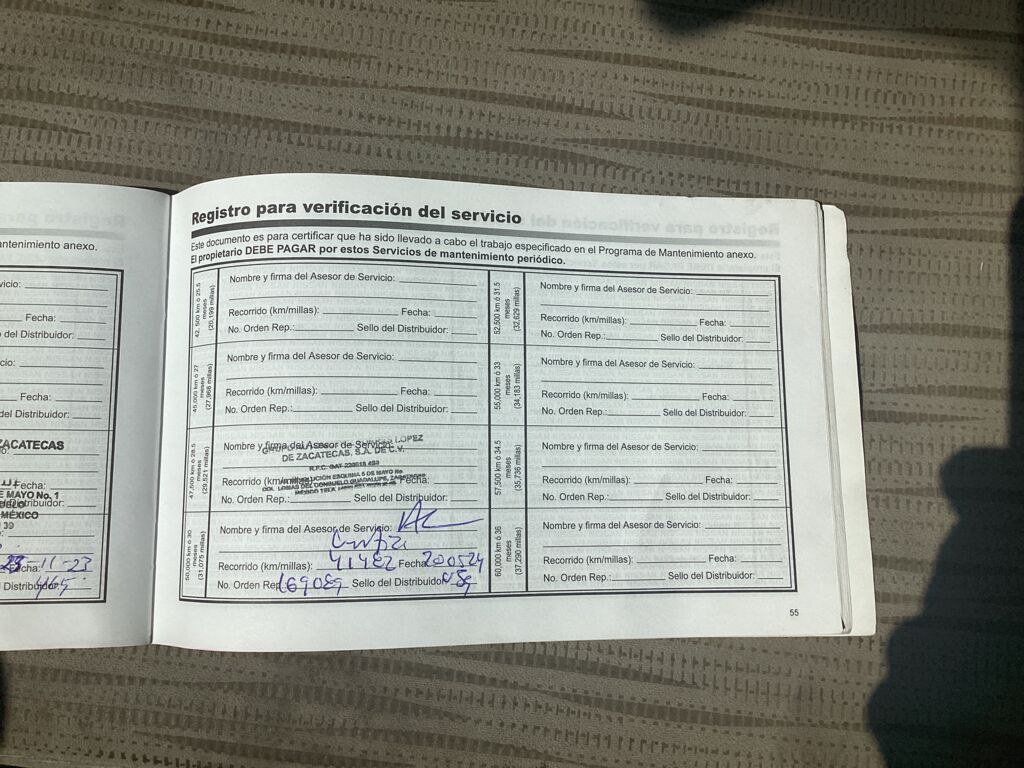 antenimiento anexo.
vicio:
Fecha:
o del Distribuidor:
cio:
Fecha:
del Distribuidor:
ZACATECAS
Fecha:
E MAYO No. 1
Distribuidor:
MÉXICO
39
11-23
Fecha:
Distribuidor:
Registro para verificación del servicio
Este documento es para certificar que ha sido llevado a cabo el trabajo especificado en el Programa de Mantenimiento anexo.
El propietario DEBE PAGAR por estos Servicios de mantenimiento periódico.
42, 500 km ó 25.5
meses
(20,199 millas)
Nombre y firma del Asesor de Servicio:
Recorrido (km/millas): Fecha:
No. Orden Rep.: Sello del Distribuidor:
45,000 km ó 27
meses
(27,966 millas)
Nombre y firma del Asesor de Servicio:
Recorrido (km/millas): Fecha:
No. Orden Rep.: Sello del Distribuidor:
47,500 km ó 28.5
meses
(29,521 millas)
Nombre y firma del Asesor de Servicio:
LOPEZ
DE ZACATECAS, S.A. DE C.V.
Recorrido (km/millas): Fecha:
No. Orden Rep.: Sello del Distribuidor:
50,000 km ó 30
meses
(31,075 millas)
Nombre y firma del Asesor de Servicio:
Recorrido (km/millas): 41482 Fecha: 200524
No. Orden Rep.: 169089 Sello del Distribuidor:
52,500 km ó 31.5
meses
(32,629 millas)
Nombre y firma del Asesor de Servicio:
Recorrido (km/millas): Fecha:
No. Orden Rep.: Sello del Distribuidor:
55,000 km ó 33
meses
(34,183 millas)
Nombre y firma del Asesor de Servicio:
Recorrido (km/millas): Fecha:
No. Orden Rep.: Sello del Distribuidor:
57,500 km ó 34.5
meses
(35,736 millas)
Nombre y firma del Asesor de Servicio:
Recorrido (km/millas): Fecha:
No. Orden Rep.: Sello del Distribuidor:
60,000 km ó 36
meses
(37,290 millas)
Nombre y firma del Asesor de Servicio:
Recorrido (km/millas): Fecha:
No. Orden Rep.: Sello del Distribuidor:
55